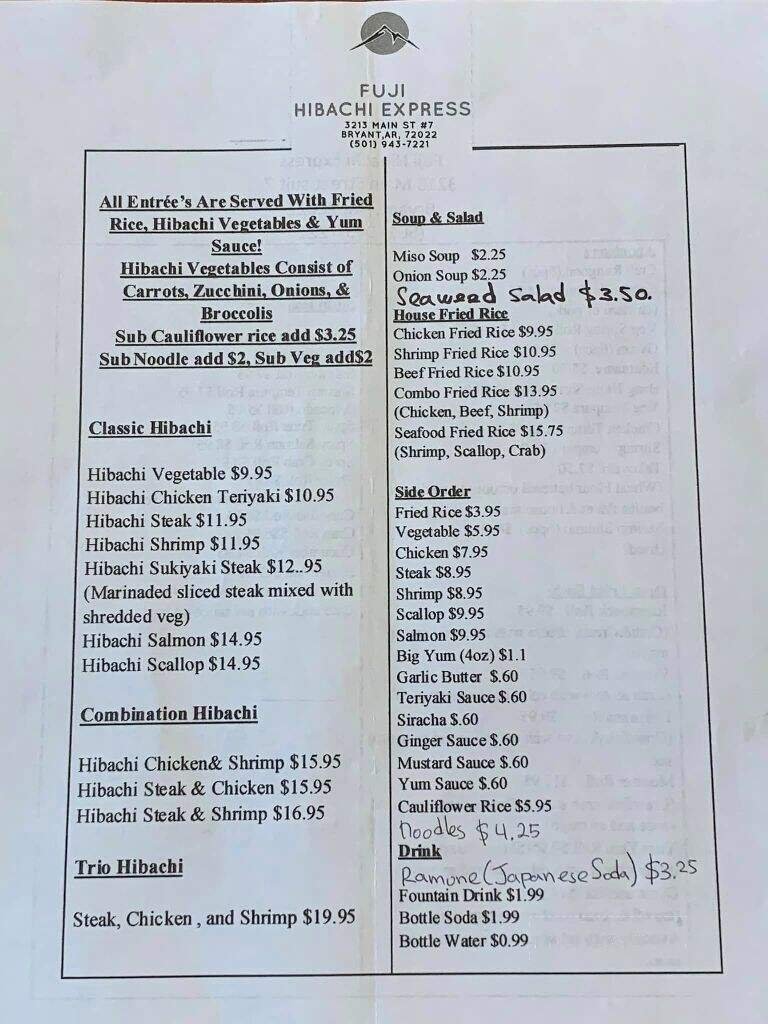 FUJI
HIBACHI EXPRESS
3213 MAIN ST #7
BRYANT,AR, 72022
(501) 943-7221
All Entrée's Are Served With Fried
Rice, Hibachi Vegetables & Yum
Sauce!
Hibachi Vegetables Consist of
Carrots, Zucchini, Onions, &
Broccolis
Sub Cauliflower rice add $3.25
Sub Noodle add $2, Sub Veg add$2
Classic Hibachi
Hibachi Vegetable $9.95
Hibachi Chicken Teriyaki $10.95
Hibachi Steak $11.95
Hibachi Shrimp $11.95
Hibachi Sukiyaki Steak $12..95
(Marinaded sliced steak mixed with
shredded veg)
Hibachi Salmon $14.95
Hibachi Scallop $14.95
Combination Hibachi
Hibachi Chicken& Shrimp $15.95
Hibachi Steak & Chicken $15.95
Hibachi Steak & Shrimp $16.95
Trio Hibachi
Steak, Chicken , and Shrimp $19.95
Soup & Salad
Miso Soup $2.25
Onion Soup $2.25
Seaweed Salad $3.50.
House Fried Rice
Chicken Fried Rice $9.95
Shrimp Fried Rice $10.95
Beef Fried Rice $10.95
Combo Fried Rice $13.95
(Chicken, Beef, Shrimp)
Seafood Fried Rice $15.75
(Shrimp, Scallop, Crab)
Side Order
Fried Rice $3.95
Vegetable $5.95
Chicken $7.95
Steak $8.95
Shrimp $8.95
Scallop $9.95
Salmon $9.95
Big Yum (4oz) $1.1
Garlic Butter $.60
Teriyaki Sauce $.60
Siracha $.60
Ginger Sauce $.60
Mustard Sauce $.60
Yum Sauce $.60
Cauliflower Rice $5.95
Noodles $4.25
Drink
Ramune (Japanese Soda) $3.25
Fountain Drink $1.99
Bottle Soda $1.99
Bottle Water $0.99